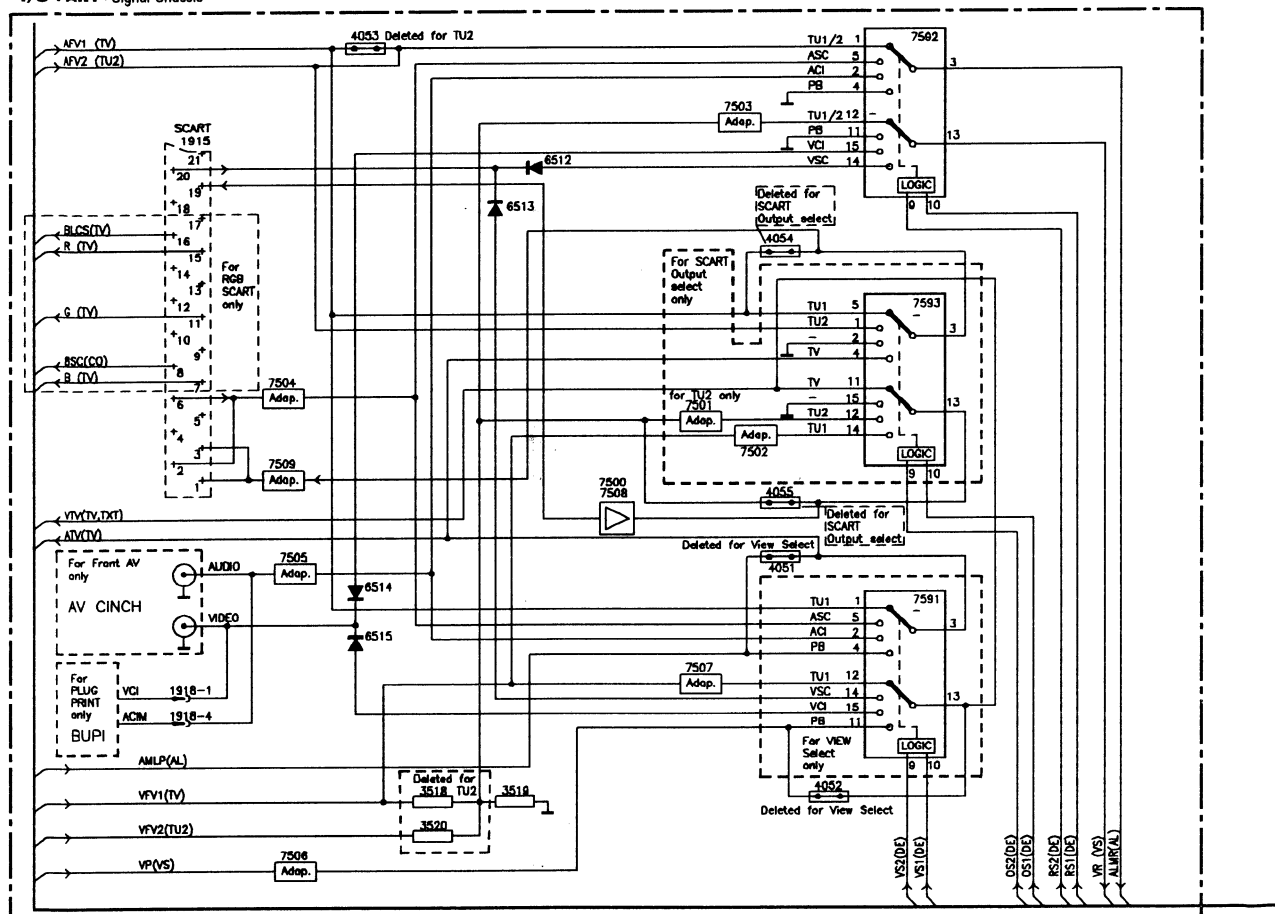 Signal Chassis
AFV1 (TV)
4053 Deleted for TU2
TU1/2 1
7592
AFV2 (TU2)
ASC 5
3
ACI 2
PB 4
7503
Adap.
TU1/2 12
SCART
1915
PB 11
13
VCI 15
21
6512
VSC 14
20
19
LOGIC
9 10
18
6513
Deleted for
SCART
Output select
17
BLCS(TV)
16
R (TV)
15
4054
14
For
RGB
SCART
only
For SCART
Output
select
only
13
12
TU1 5
7593
G (TV)
11
TU2 1
3
10
- 2
9
TV 4
BSC(CO)
8
B (TV)
7
7504
Adap.
for TU2 only
TV 11
6
7501
Adap.
- 15
13
5
TU2 12
4
Adap.
7502
TU1 14
3
LOGIC
2
7509
Adap.
9 10
1
7500
7508
4055
VTV(TV,TXT)
Deleted for
SCART
Output select
ATV(TV)
Deleted for View Select
4051
For Front AV
only
AUDIO
7505
Adap.
AV CINCH
6514
TU1 1
7591
VIDEO
ASC 5
3
6515
ACI 2
PB 4
For
PLUG
PRINT
only
7507
Adap.
TU1 12
VCI 1918-1
VSC 14
13
VCI 15
ACIM 1918-4
PB 11
BUPI
For VIEW
Select
only
LOGIC
9 10
AMLP(AL)
Deleted for
TU2
4052
VFV1(TV)
3518
3519
Deleted for View Select
VFV2(TU2)
3520
VP(VS)
7506
Adap.
VS2(DE)
VS1(DE)
OS2(DE)
OS1(DE)
RS2(DE)
RS1(DE)
VR (VS)
ALMR(AL)